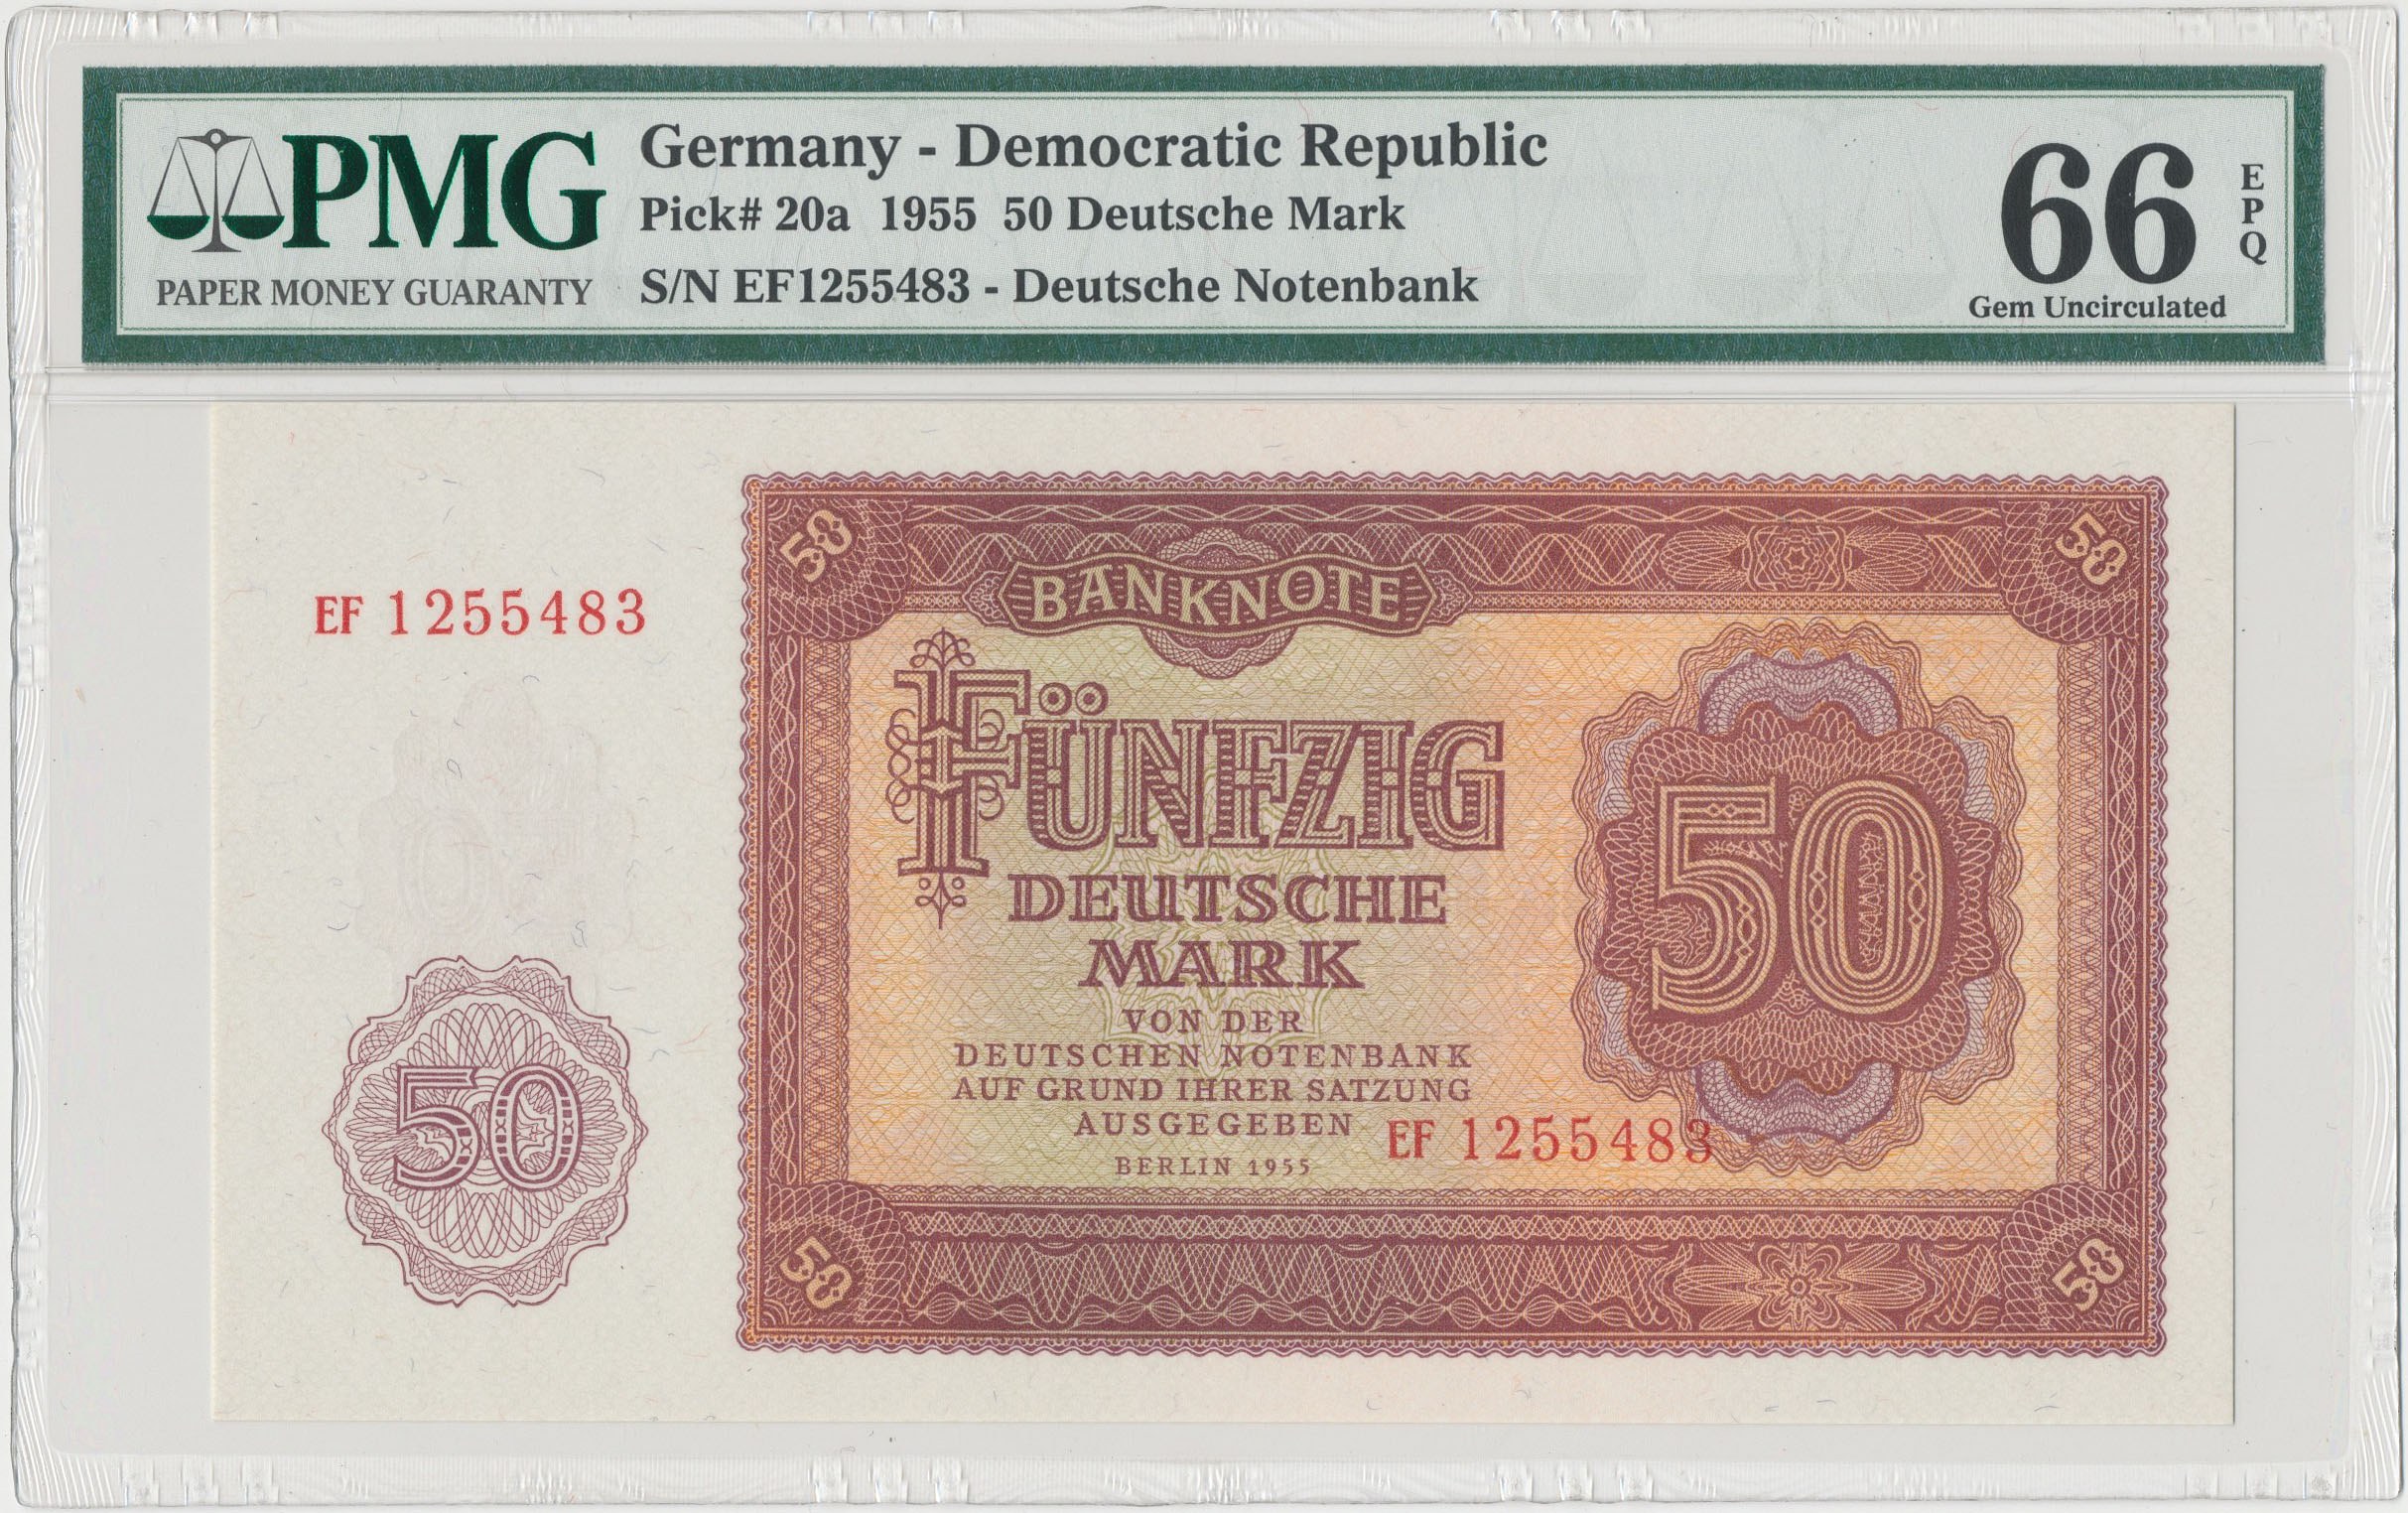 PMG
PAPER MONEY GUARANTY
Germany - Democratic Republic
Pick# 20a 1955 50 Deutsche Mark
S/N EF1255483 - Deutsche Notenbank
66
EPQ
Gem Uncirculated
50
BANKNOTE
50
EF 1255483
FÜNFZIG
DEUTSCHE
MARK
50
VON DER
DEUTSCHEN NOTENBANK
AUF GRUND IHRER SATZUNG
AUSGEGEBEN
EF 1255483
BERLIN 1955
50
50
50